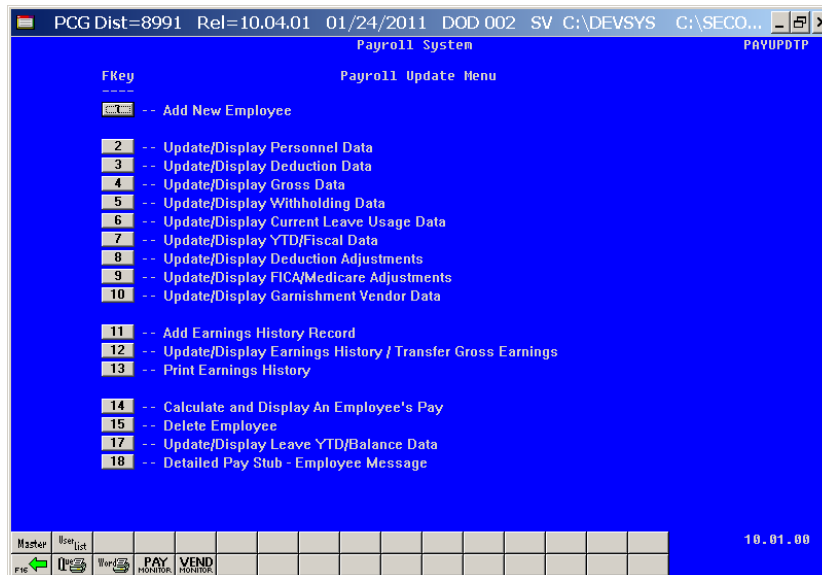 PCG Dist=8991 Rel=10.04.01 01/24/2011 DOD 002 SV C:\DEVSYS C:\SECO...
Payroll System PAYUPDTP
FKey Payroll Update Menu
----
1 -- Add New Employee
2 -- Update/Display Personnel Data
3 -- Update/Display Deduction Data
4 -- Update/Display Gross Data
5 -- Update/Display Withholding Data
6 -- Update/Display Current Leave Usage Data
7 -- Update/Display YTD/Fiscal Data
8 -- Update/Display Deduction Adjustments
9 -- Update/Display FICA/Medicare Adjustments
10 -- Update/Display Garnishment Vendor Data
11 -- Add Earnings History Record
12 -- Update/Display Earnings History / Transfer Gross Earnings
13 -- Print Earnings History
14 -- Calculate and Display An Employee's Pay
15 -- Delete Employee
17 -- Update/Display Leave YTD/Balance Data
18 -- Detailed Pay Stub - Employee Message
Master User list 10.01.00
F16 Que Word PAY MONITOR VEND MONITOR